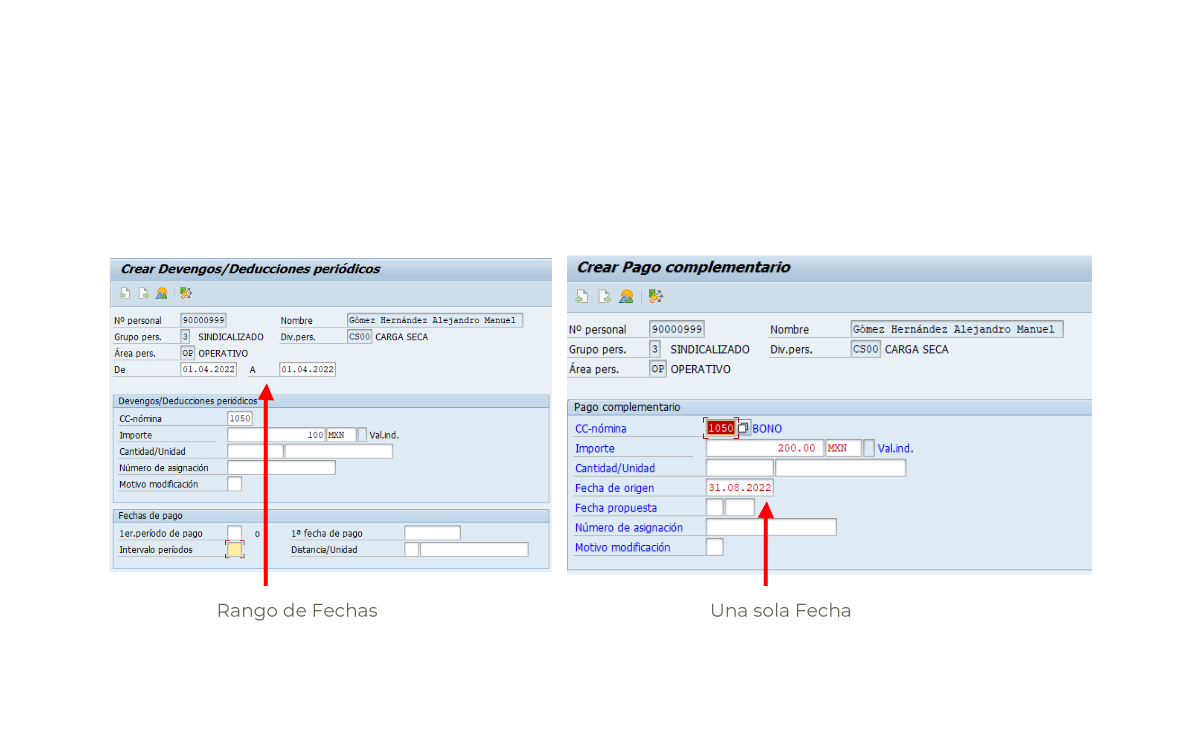 Crear Devengos/Deducciones periódicos
Nº personal 90000999 Nombre Gómez Hernández Alejandro Manuel
Grupo pers. 3 SINDICALIZADO Div.pers. CS00 CARGA SECA
Área pers. OP OPERATIVO
De 01.04.2022 A 01.04.2022
Devengos/Deducciones periódicos
CC-nómina 1050
Importe 100 MXN Val.ind.
Cantidad/Unidad
Número de asignación
Motivo modificación
Fechas de pago
1er.período de pago o 1ª fecha de pago
Intervalo períodos Distancia/Unidad
Rango de Fechas
Crear Pago complementario
Nº personal 90000999 Nombre Gómez Hernández Alejandro Manuel
Grupo pers. 3 SINDICALIZADO Div.pers. CS00 CARGA SECA
Área pers. OP OPERATIVO
Pago complementario
CC-nómina 1050 BONO
Importe 200.00 MXN Val.ind.
Cantidad/Unidad
Fecha de origen 31.08.2022
Fecha propuesta
Número de asignación
Motivo modificación
Una sola Fecha